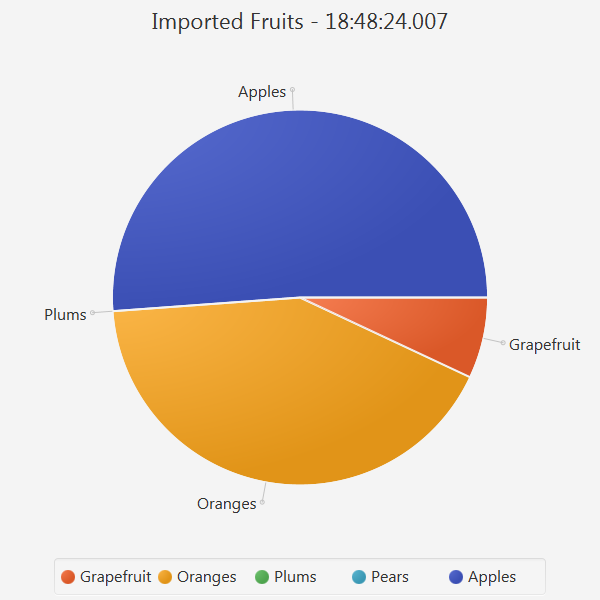 Imported Fruits - 18:48:24.007
Apples
Plums
Grapefruit
Oranges
Grapefruit Oranges Plums Pears Apples